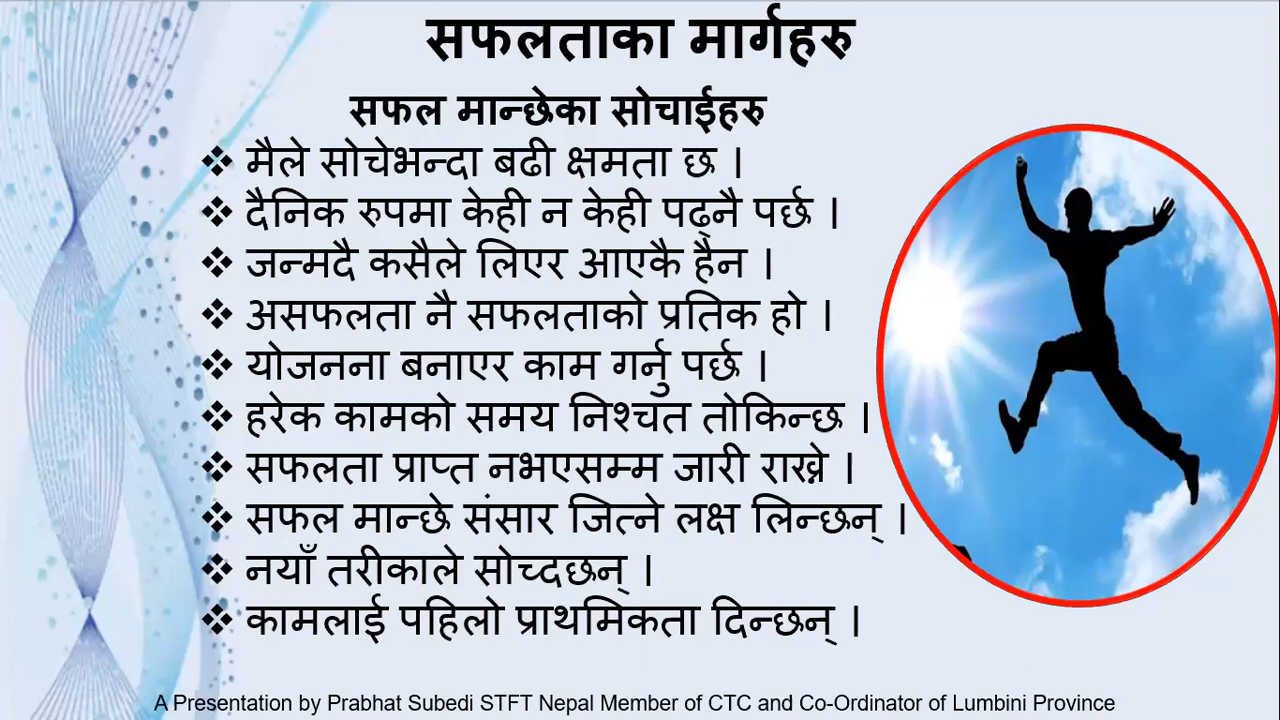 सफलताका मार्गहरु
सफल मान्छेका सोचाईहरु
❖ मैले सोचेभन्दा बढी क्षमता छ ।
❖ दैनिक रुपमा केही न केही पढ्नै पर्छ ।
❖ जन्मदै कसैले लिएर आएकै हैन ।
❖ असफलता नै सफलताको प्रतिक हो ।
❖ योजनना बनाएर काम गर्नु पर्छ ।
❖ हरेक कामको समय निश्चत तोकिन्छ ।
❖ सफलता प्राप्त नभएसम्म जारी राख्ने ।
❖ सफल मान्छे संसार जित्ने लक्ष लिन्छन् ।
❖ नयाँ तरीकाले सोच्दछन् ।
❖ कामलाई पहिलो प्राथमिकता दिन्छन् ।
A Presentation by Prabhat Subedi STFT Nepal Member of CTC and Co-Ordinator of Lumbini Province